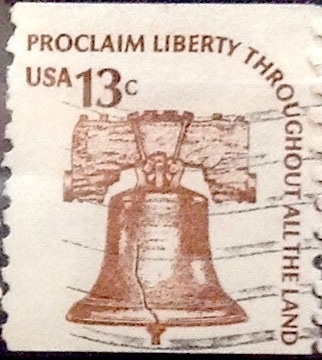 PROCLAIM LIBERTY THROUGHOUT ALL THE LAND
USA 13c